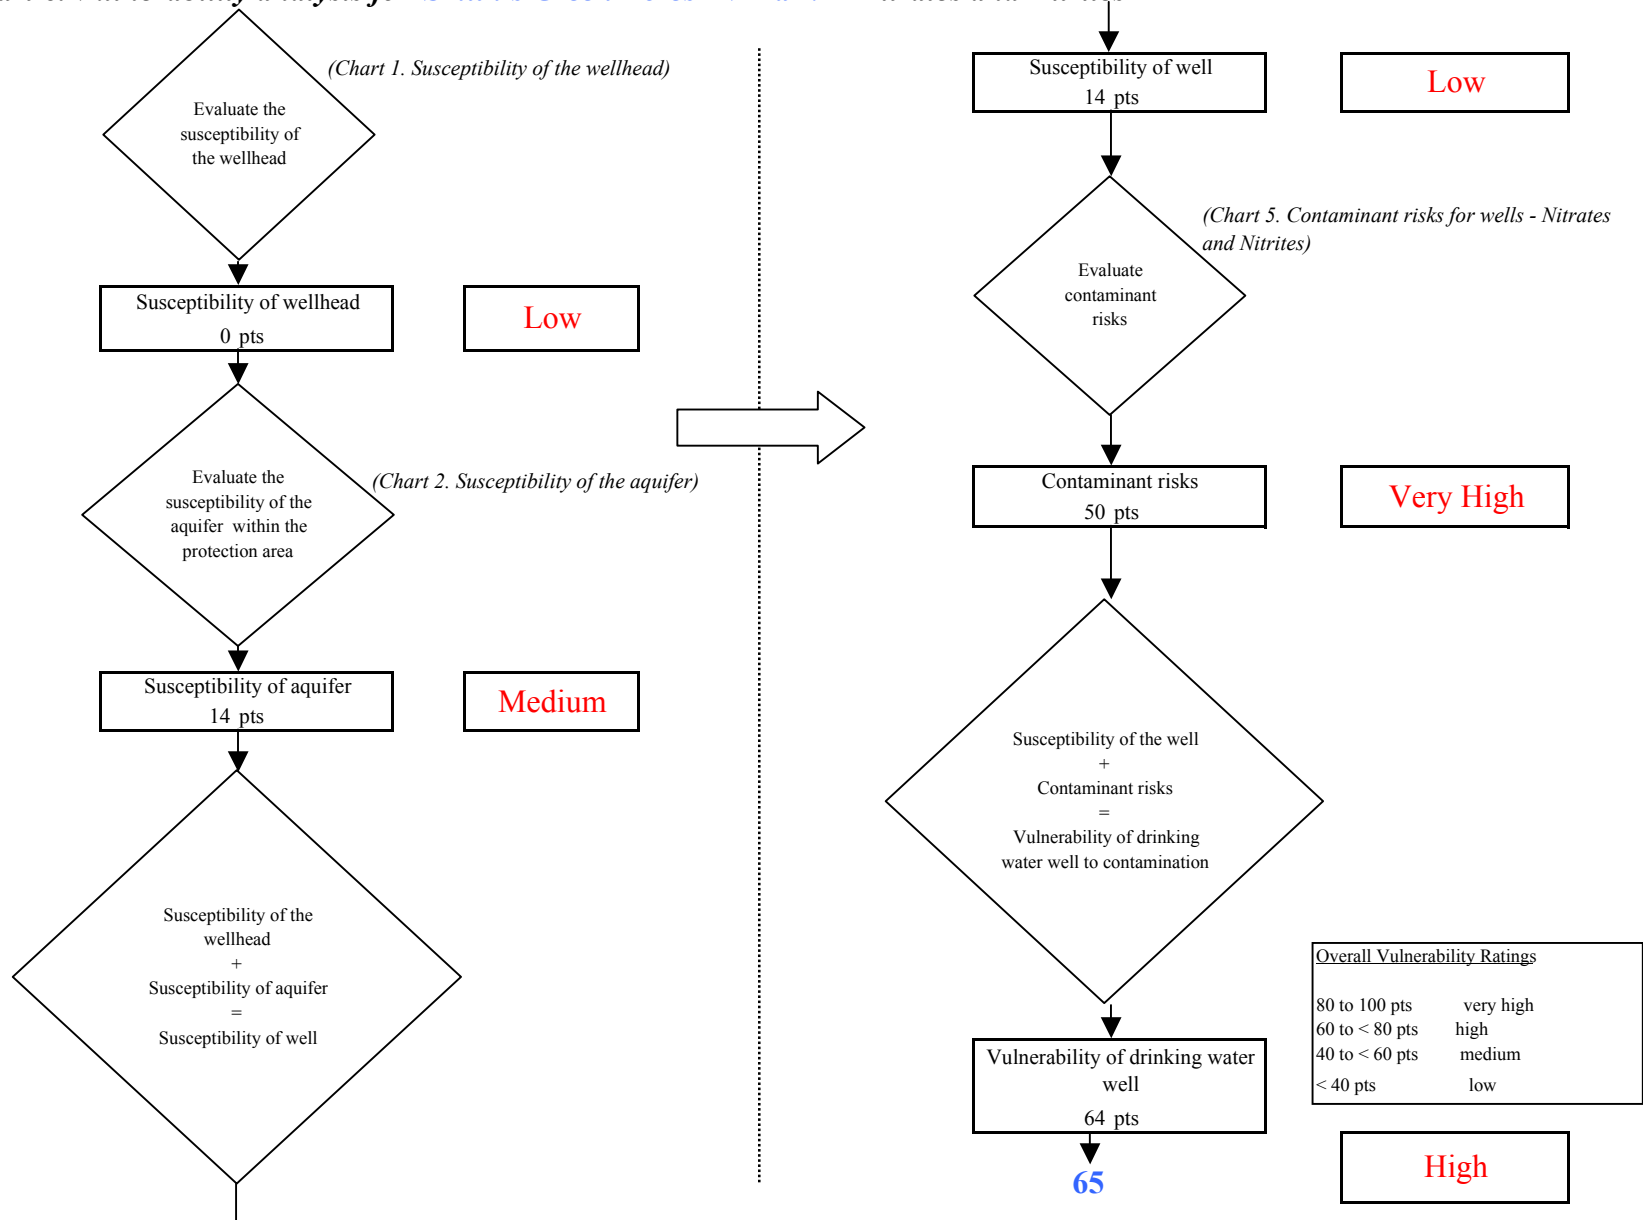 (Chart 1. Susceptibility of the wellhead)
Evaluate the
susceptibility of
the wellhead
Susceptibility of wellhead
0 pts
Low
Evaluate the
susceptibility of the
aquifer within the
protection area
(Chart 2. Susceptibility of the aquifer)
Susceptibility of aquifer
14 pts
Medium
Susceptibility of the
wellhead
+
Susceptibility of aquifer
=
Susceptibility of well
Susceptibility of well
14 pts
Low
(Chart 5. Contaminant risks for wells - Nitrates
and Nitrites)
Evaluate
contaminant
risks
Contaminant risks
50 pts
Very High
Susceptibility of the well
+
Contaminant risks
=
Vulnerability of drinking
water well to contamination
Overall Vulnerability Ratings
80 to 100 pts very high
60 to < 80 pts high
40 to < 60 pts medium
< 40 pts low
Vulnerability of drinking water
well
64 pts
65
High